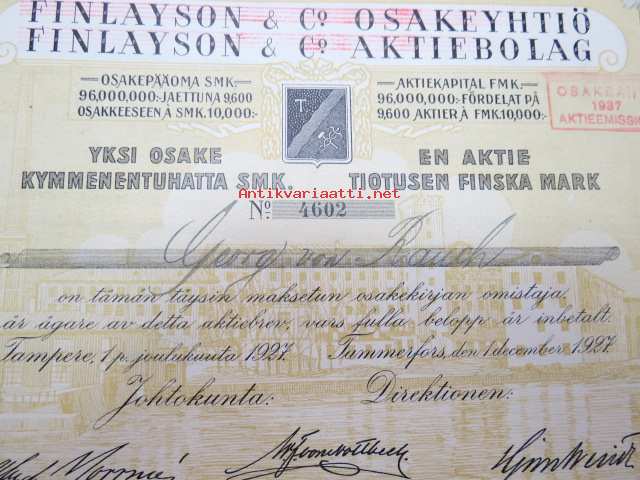 FINLAYSON & Cº OSAKEYHTIÖ
FINLAYSON & Cº AKTIEBOLAG
OSAKEPÄÄOMA SMK:
96,000,000:- JAETTUNA 9,600
OSAKKEESEEN À SMK. 10,000:-
AKTIEKAPITAL FMK.
96,000,000:- FÖRDELAT PÅ
9,600 AKTIER À FMK. 10,000:-
T.
1937
AKTIEEMISSIO
YKSI OSAKE
KYMMENENTUHATTA SMK.
EN AKTIE
TIOTUSEN FINSKA MARK
Antikvariaatti.net
Nº 4602
Georg von Rauch
on tämän täysin maksetun osakekirjan omistaja.
är ägare av detta aktiebrev, vars fulla belopp är inbetalt.
Tampere, 1 p. joulukuuta 1927.
Tammerfors, den 1 december 1927.
Johtokunta:
Direktionen: